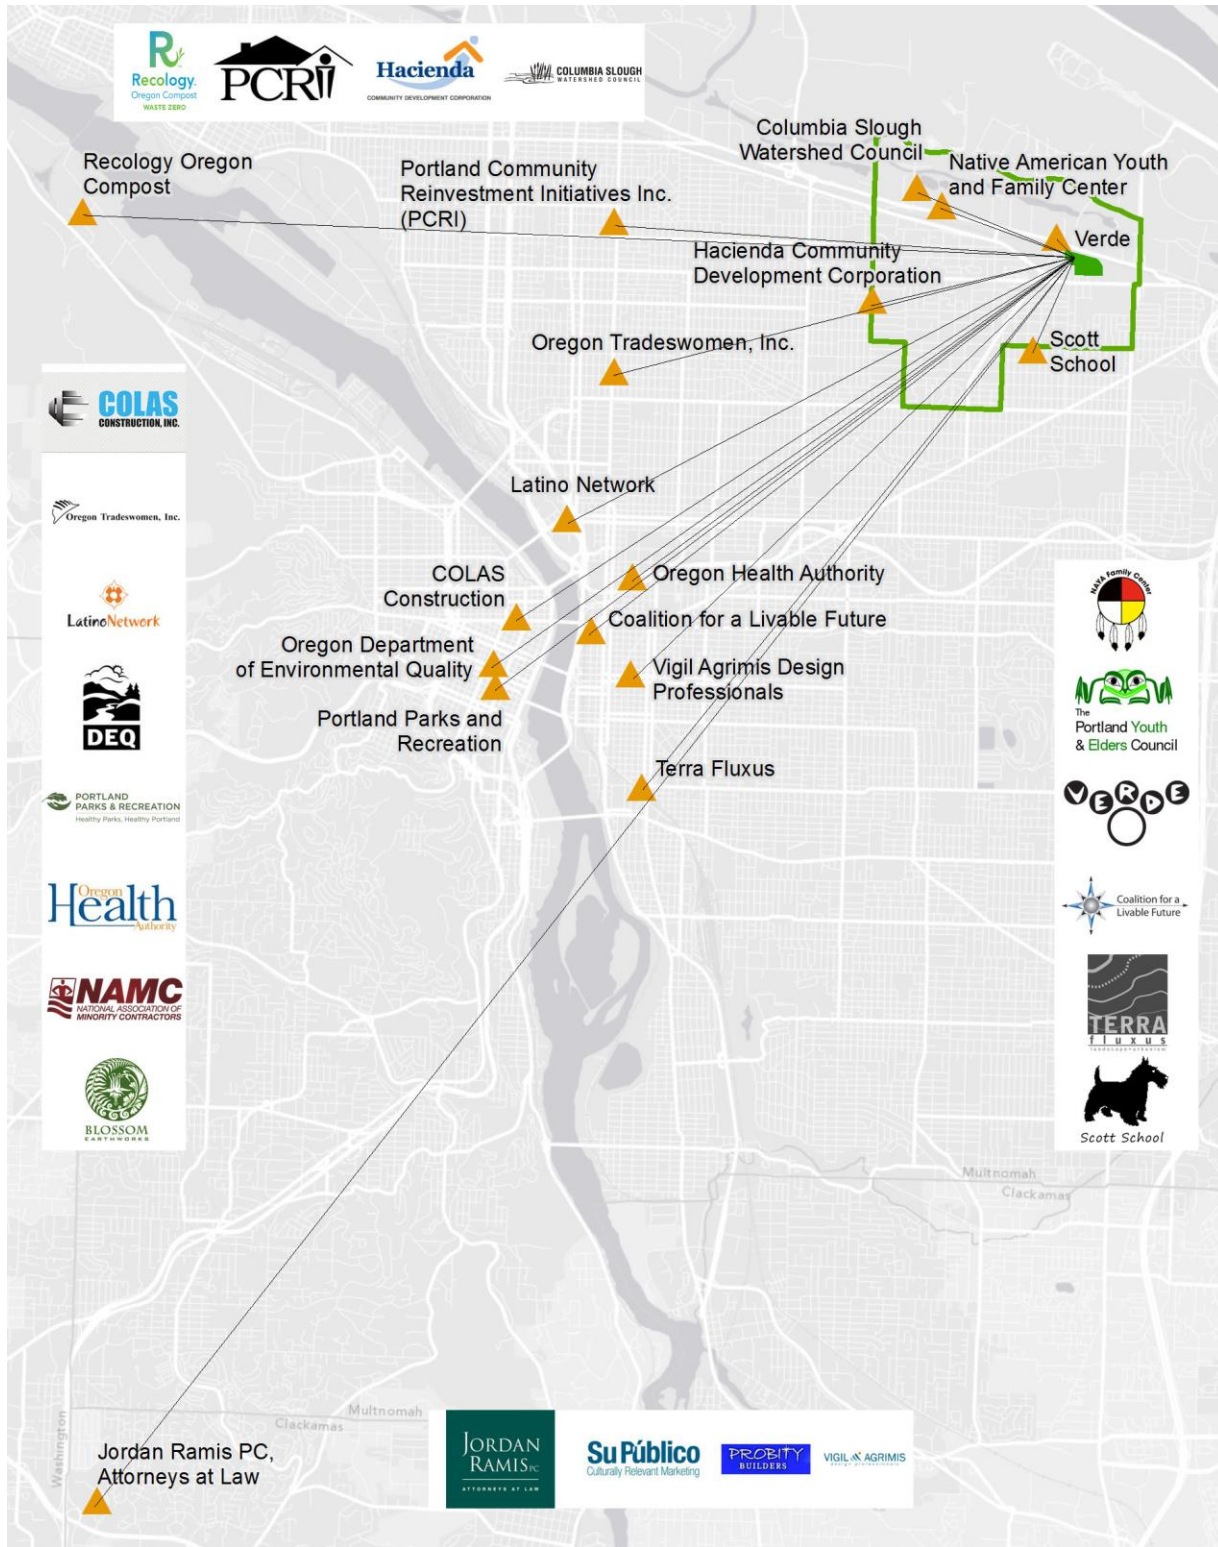 Recology.
Oregon Compost
WASTE ZERO
PCRI
Hacienda
COMMUNITY DEVELOPMENT CORPORATION
COLUMBIA SLOUGH
WATERSHED COUNCIL
Columbia Slough
Watershed Council
Native American Youth
and Family Center
Recology Oregon
Compost
Portland Community
Reinvestment Initiatives Inc.
(PCRI)
Verde
Hacienda Community
Development Corporation
Oregon Tradeswomen, Inc.
Scott
School
Latino Network
COLAS
Construction
Oregon Health Authority
Coalition for a Livable Future
Oregon Department
of Environmental Quality
Vigil Agrimis Design
Professionals
Portland Parks and
Recreation
Terra Fluxus
COLAS
CONSTRUCTION, INC.
Oregon Tradeswomen, Inc.
LatinoNetwork
DEQ
PORTLAND
PARKS & RECREATION
Healthy Parks, Healthy Portland
Oregon
Health
Authority
NAMC
NATIONAL ASSOCIATION OF
MINORITY CONTRACTORS
BLOSSOM
EARTHWORKS
NAYA Family Center
The
Portland Youth
& Elders Council
VERDE
Coalition for a
Livable Future
TERRA
fluxus
landscape+urbanism
Scott School
Multnomah
Clackamas
Washington
Multnomah
Clackamas
Jordan Ramis PC,
Attorneys at Law
JORDAN
RAMIS PC
ATTORNEYS AT LAW
Su Público
Culturally Relevant Marketing
PROBITY
BUILDERS
VIGIL AGRIMIS
design professionals